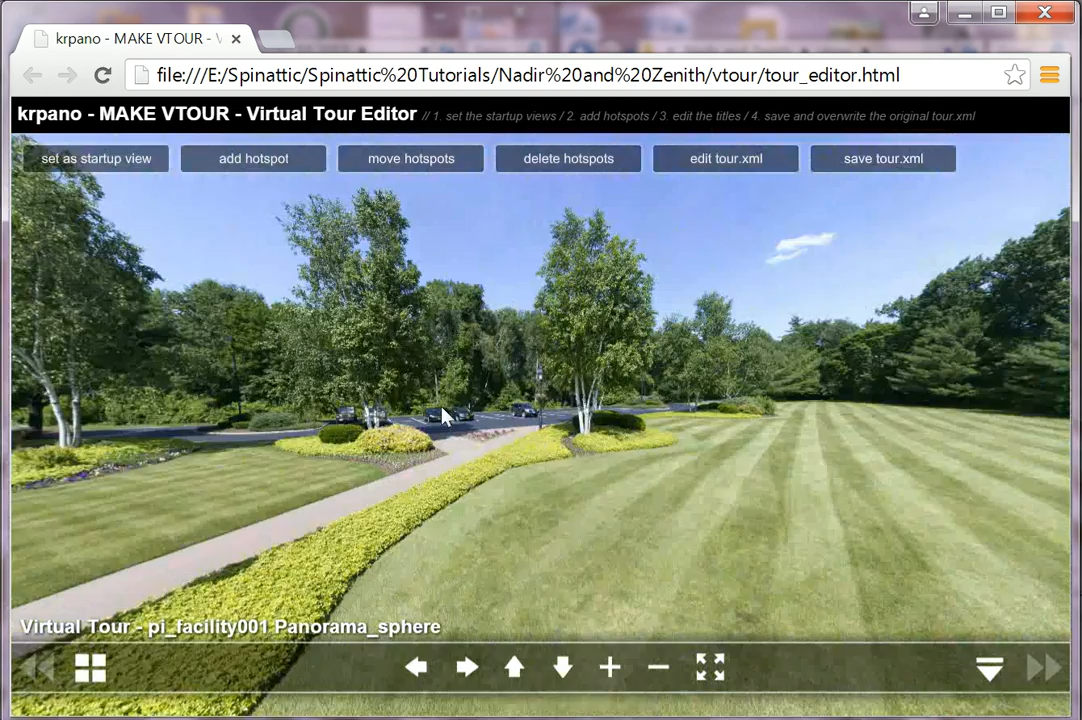 krpano - MAKE VTOUR - V
file:///E:/Spinattic/Spinattic%20Tutorials/Nadir%20and%20Zenith/vtour/tour_editor.html
krpano - MAKE VTOUR - Virtual Tour Editor // 1. set the startup views / 2. add hotspots / 3. edit the titles / 4. save and overwrite the original tour.xml
set as startup view add hotspot move hotspots delete hotspots edit tour.xml save tour.xml
Virtual Tour - pi_facility001 Panorama_sphere